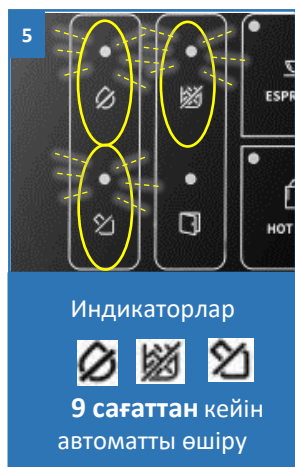 5
ESPR
HOT
Индикаторлар
9 сағаттан кейін
автоматты өшіру